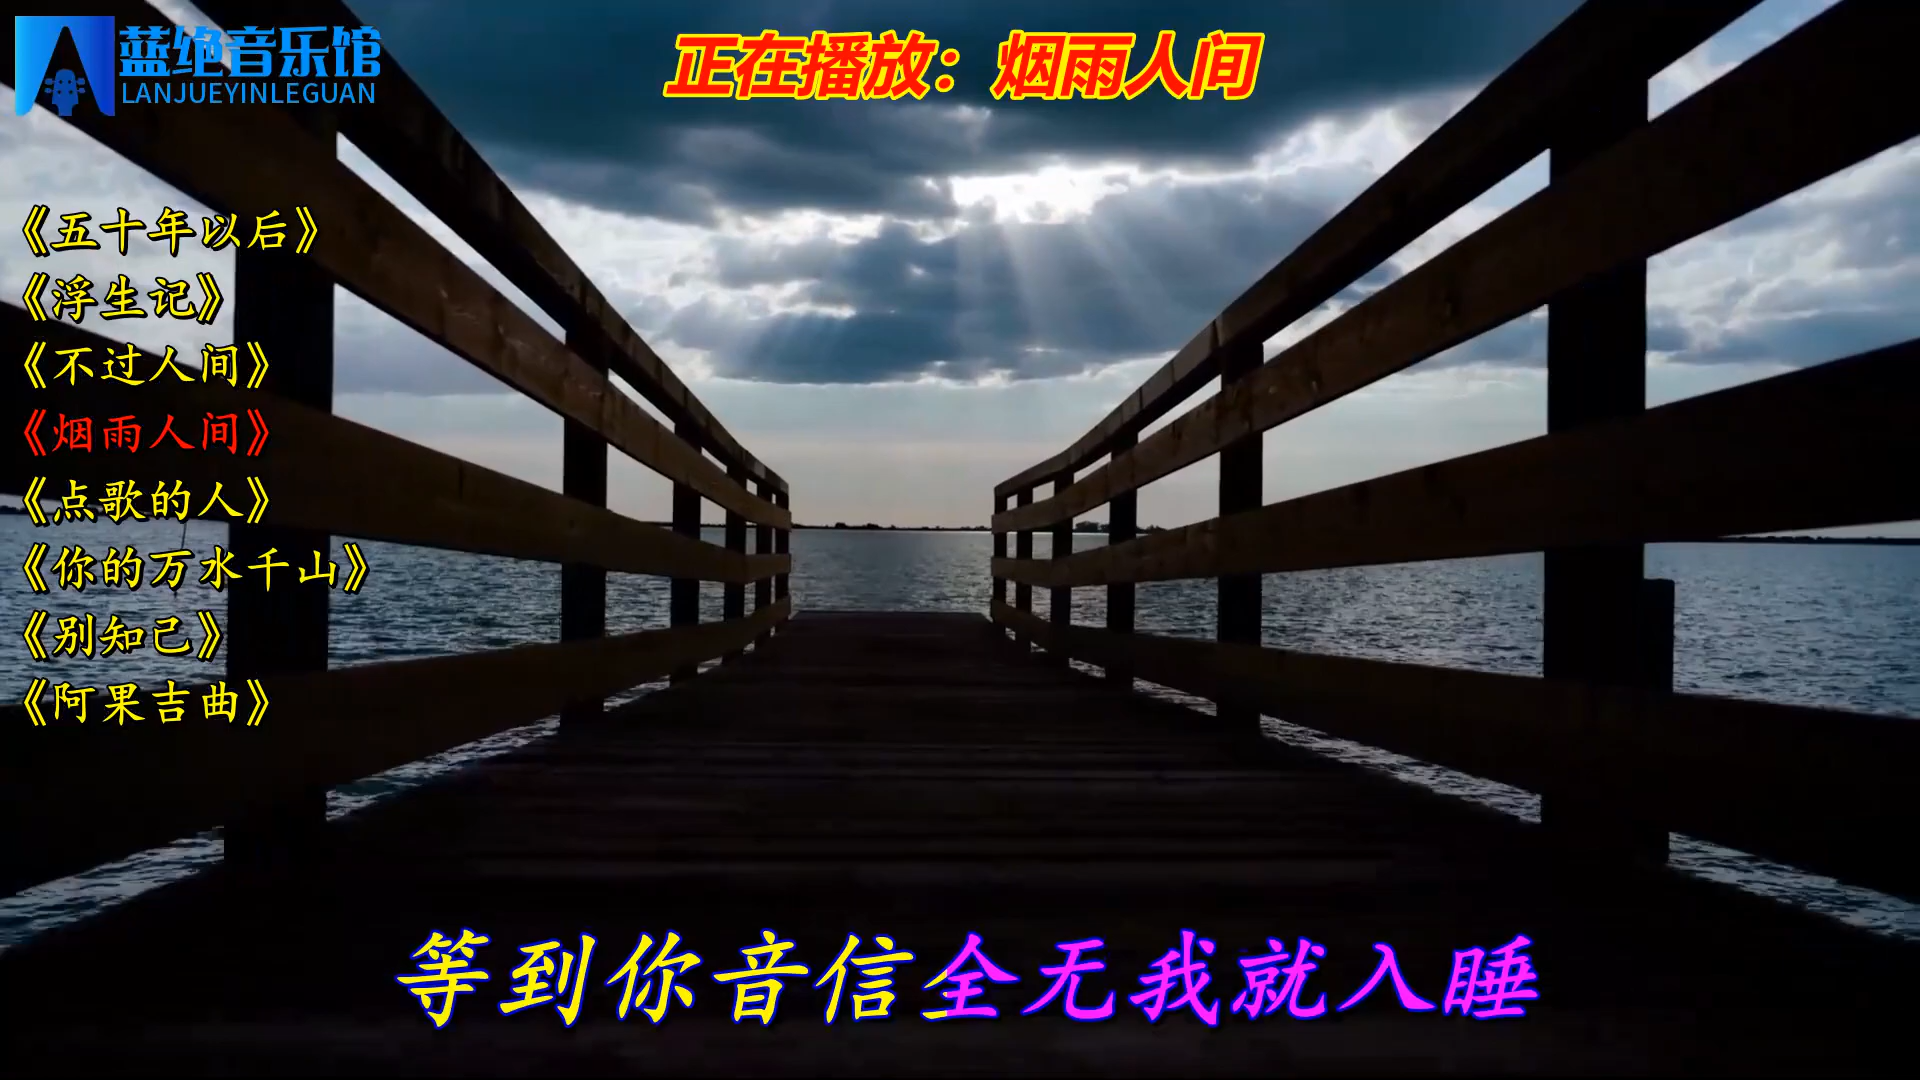 蓝绝音乐馆
LANJUEYINLEGUAN
正在播放：烟雨人间
《五十年以后》
《浮生记》
《不过人间》
《烟雨人间》
《点歌的人》
《你的万水千山》
《别知己》
《阿果吉曲》
等到你音信全无我就入睡